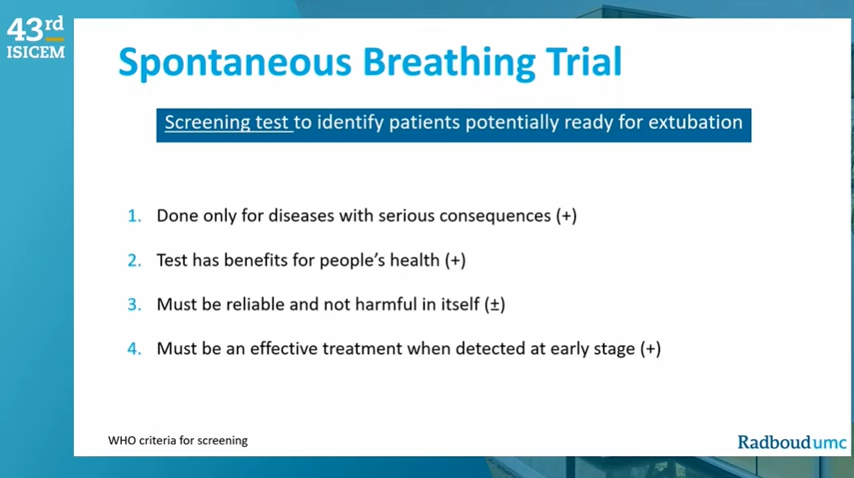 43rd
ISICEM
Spontaneous Breathing Trial
Screening test to identify patients potentially ready for extubation
1. Done only for diseases with serious consequences (+)
2. Test has benefits for people’s health (+)
3. Must be reliable and not harmful in itself (±)
4. Must be an effective treatment when detected at early stage (+)
WHO criteria for screening
Radboudumc